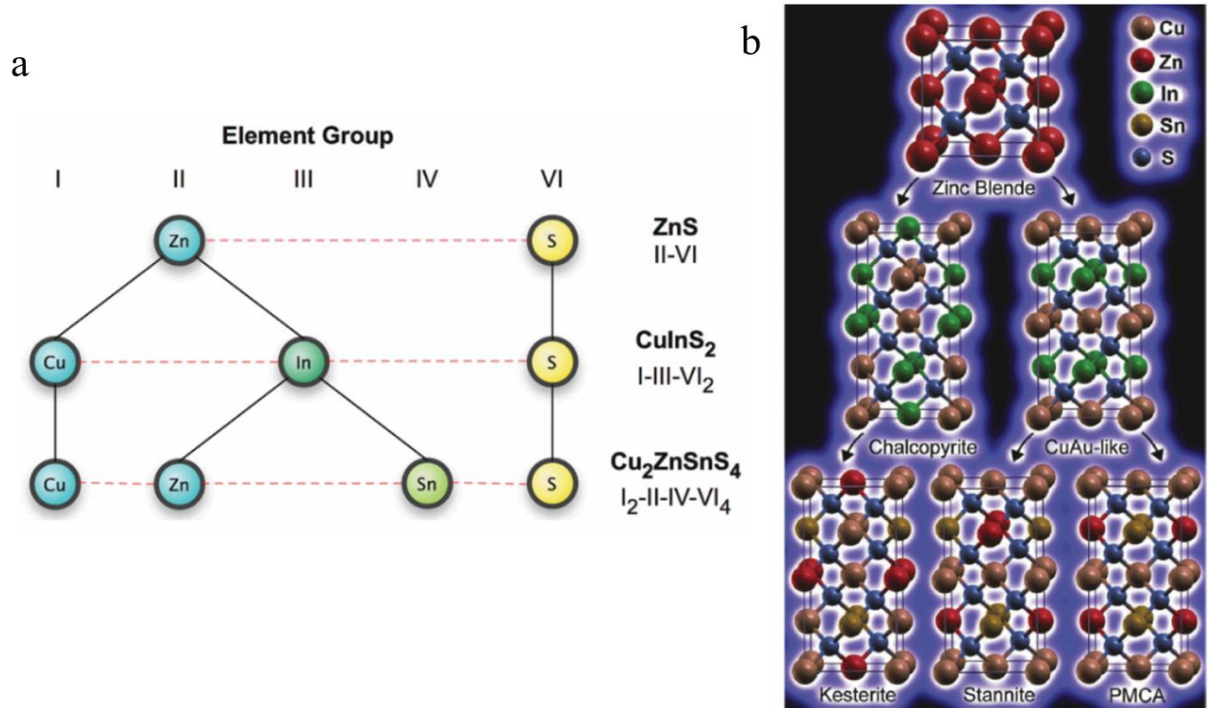 a
Element Group
I II III IV VI
Zn S
ZnS
II-VI
Cu In S
CuInS₂
I-III-VI₂
Cu Zn Sn S
Cu₂ZnSnS₄
I₂-II-IV-VI₄
b
Cu
Zn
In
Sn
S
Zinc Blende
Chalcopyrite CuAu-like
Kesterite Stannite PMCA